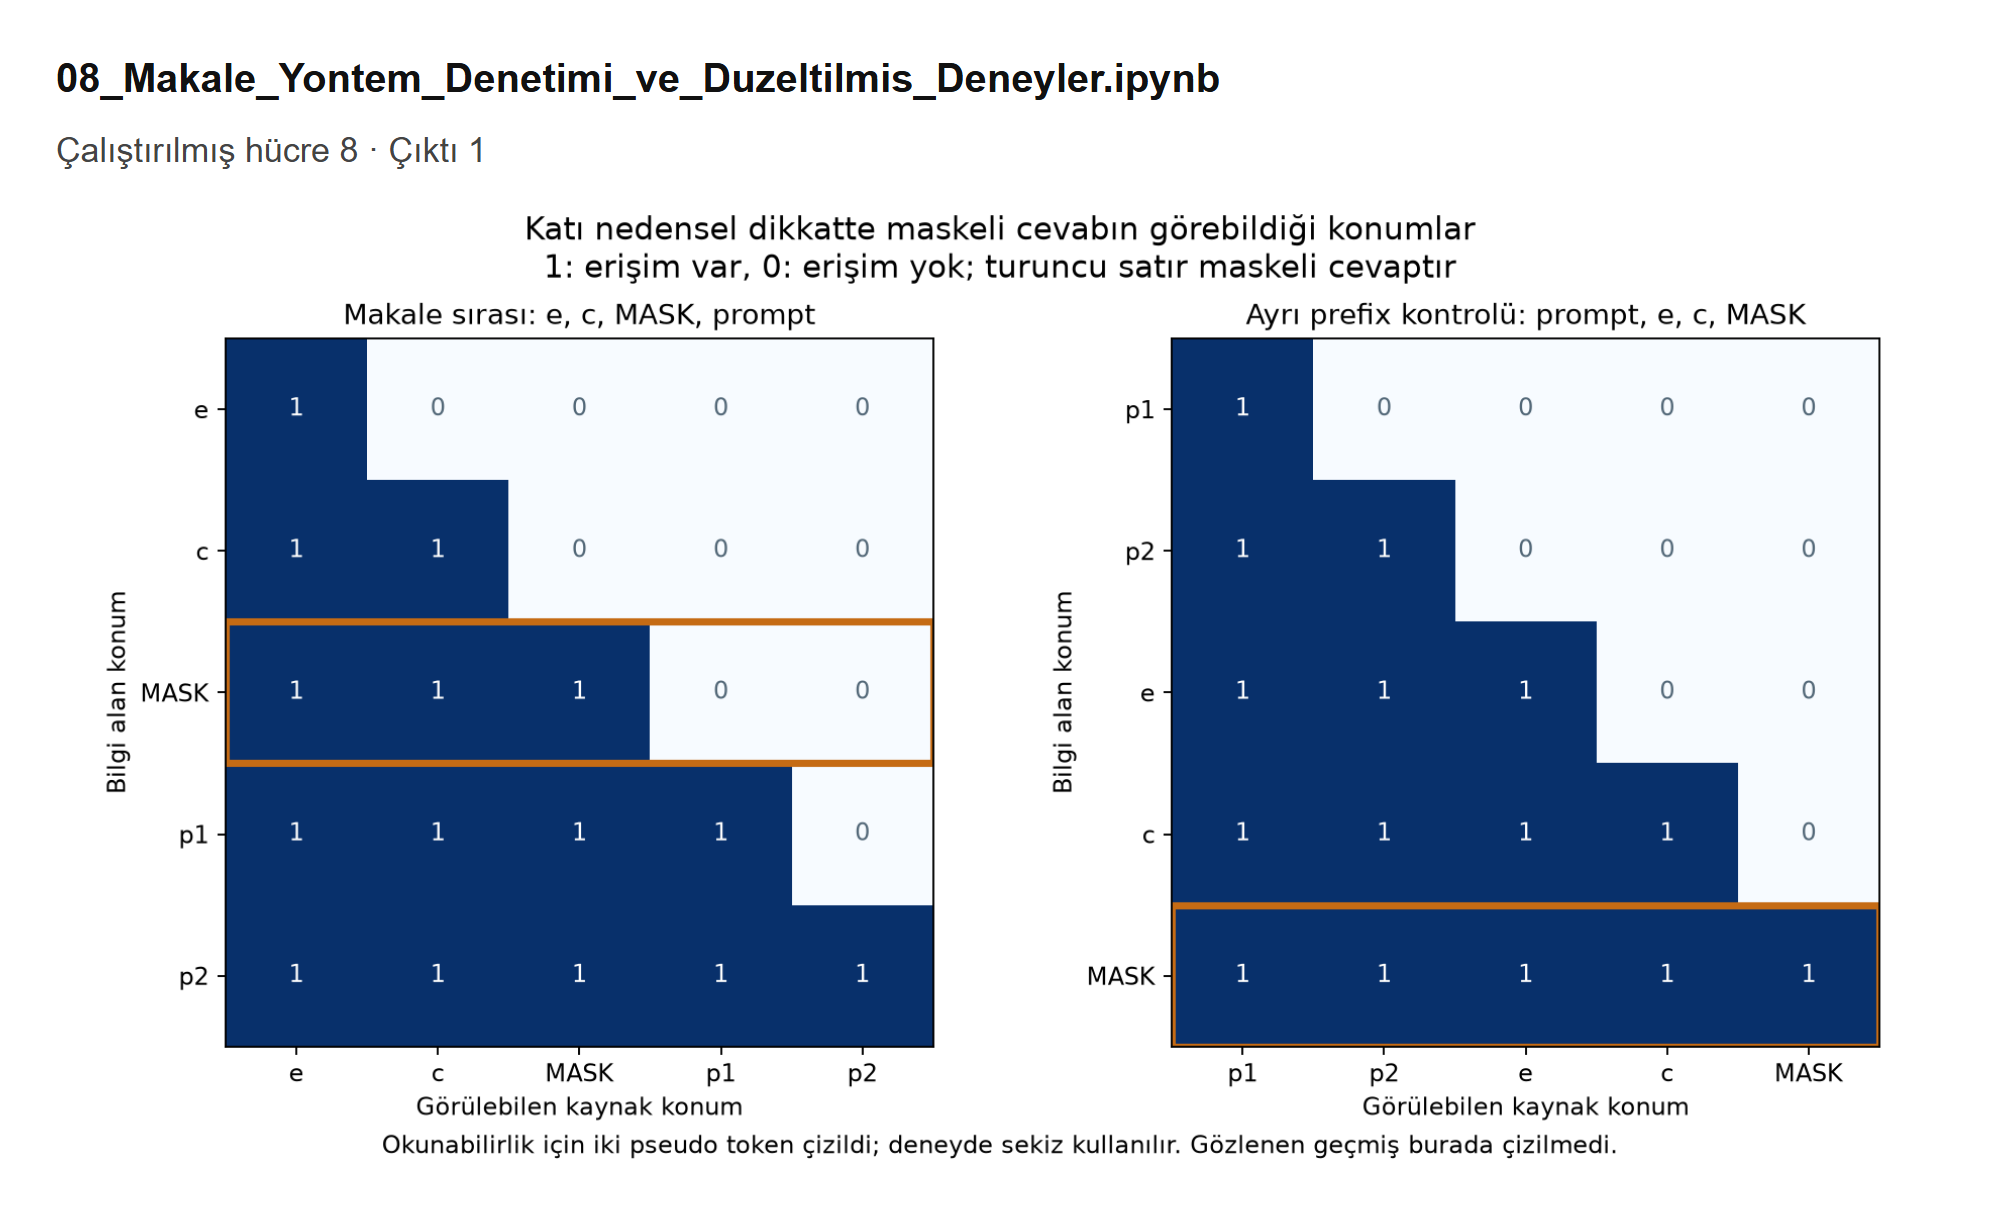 08_Makale_Yontem_Denetimi_ve_Duzeltilmis_Deneyler.ipynb
Çalıştırılmış hücre 8 · Çıktı 1
Katı nedensel dikkatte maskeli cevabın görebildiği konumlar
1: erişim var, 0: erişim yok; turuncu satır maskeli cevaptır
Makale sırası: e, c, MASK, prompt
Bilgi alan konum
e 1 0 0 0 0
c 1 1 0 0 0
MASK 1 1 1 0 0
p1 1 1 1 1 0
p2 1 1 1 1 1
e c MASK p1 p2
Görülebilen kaynak konum
Ayrı prefix kontrolü: prompt, e, c, MASK
Bilgi alan konum
p1 1 0 0 0 0
p2 1 1 0 0 0
e 1 1 1 0 0
c 1 1 1 1 0
MASK 1 1 1 1 1
p1 p2 e c MASK
Görülebilen kaynak konum
Okunabilirlik için iki pseudo token çizildi; deneyde sekiz kullanılır. Gözlenen geçmiş burada çizilmedi.